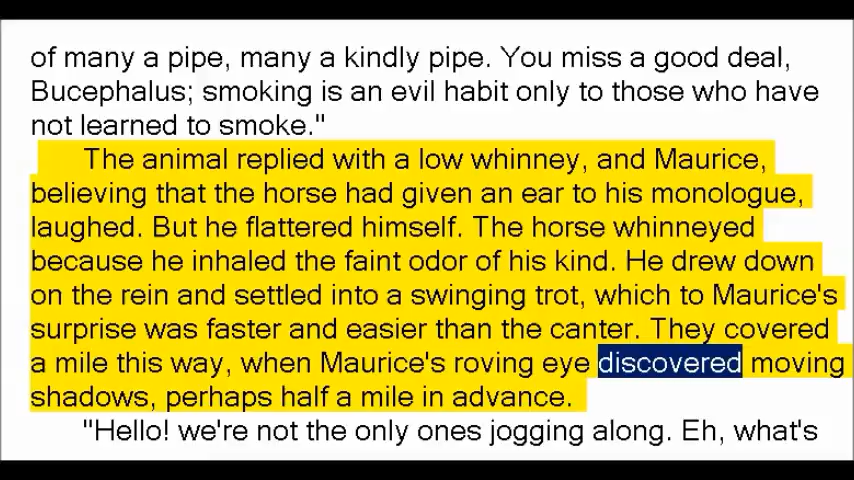 of many a pipe, many a kindly pipe. You miss a good deal,
Bucephalus; smoking is an evil habit only to those who have
not learned to smoke."
The animal replied with a low whinney, and Maurice,
believing that the horse had given an ear to his monologue,
laughed. But he flattered himself. The horse whinneyed
because he inhaled the faint odor of his kind. He drew down
on the rein and settled into a swinging trot, which to Maurice's
surprise was faster and easier than the canter. They covered
a mile this way, when Maurice's roving eye discovered moving
shadows, perhaps half a mile in advance.
"Hello! we're not the only ones jogging along. Eh, what's